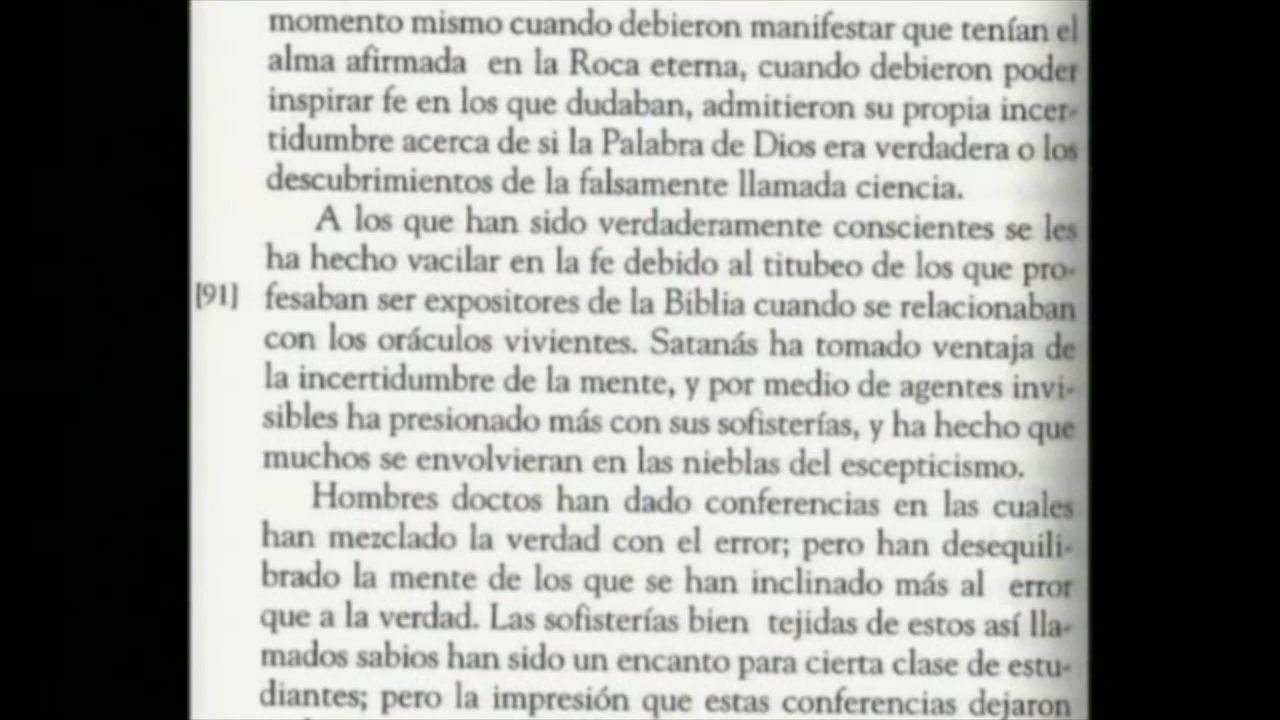 momento mismo cuando debieron manifestar que tenían el
alma afirmada en la Roca eterna, cuando debieron poder
inspirar fe en los que dudaban, admitieron su propia incer-
tidumbre acerca de si la Palabra de Dios era verdadera o los
descubrimientos de la falsamente llamada ciencia.
A los que han sido verdaderamente conscientes se les
ha hecho vacilar en la fe debido al titubeo de los que pro-
[91] fesaban ser expositores de la Biblia cuando se relacionaban
con los oráculos vivientes. Satanás ha tomado ventaja de
la incertidumbre de la mente, y por medio de agentes invi-
sibles ha presionado más con sus sofisterías, y ha hecho que
muchos se envolvieran en las nieblas del escepticismo.
Hombres doctos han dado conferencias en las cuales
han mezclado la verdad con el error; pero han desequili-
brado la mente de los que se han inclinado más al error
que a la verdad. Las sofisterías bien tejidas de estos así lla-
mados sabios han sido un encanto para cierta clase de estu-
diantes; pero la impresión que estas conferencias dejaron